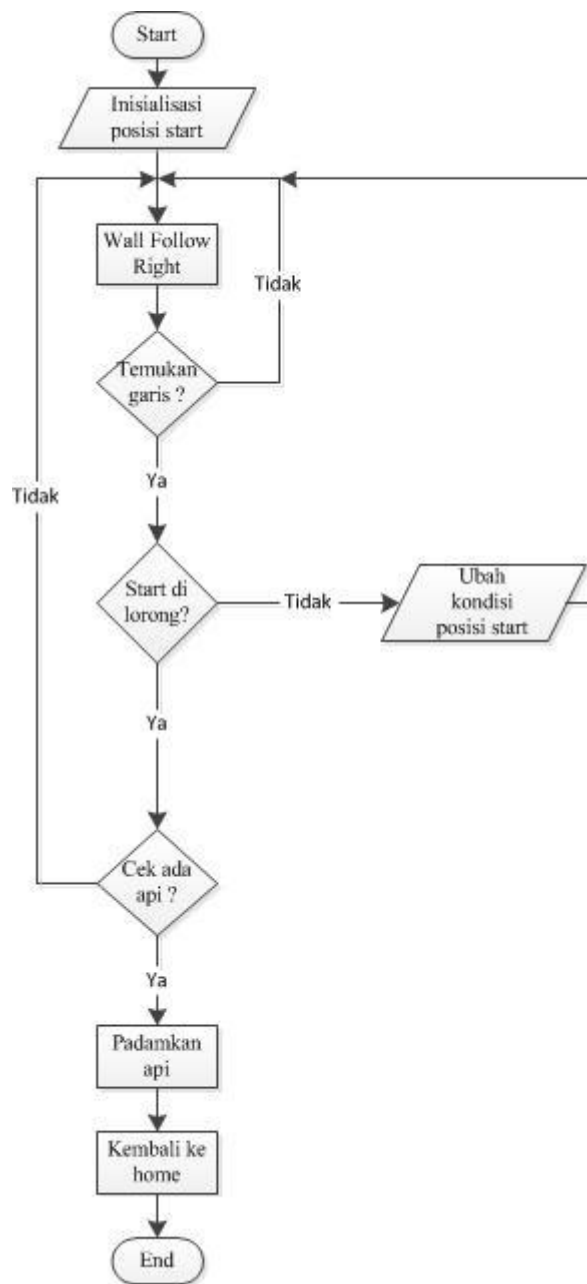 Start
Inisialisasi
posisi start
Wall Follow
Right
Tidak
Temukan
garis ?
Ya
Tidak
Start di
lorong?
Tidak
Ubah
kondisi
posisi start
Ya
Cek ada
api ?
Ya
Padamkan
api
Kembali ke
home
End